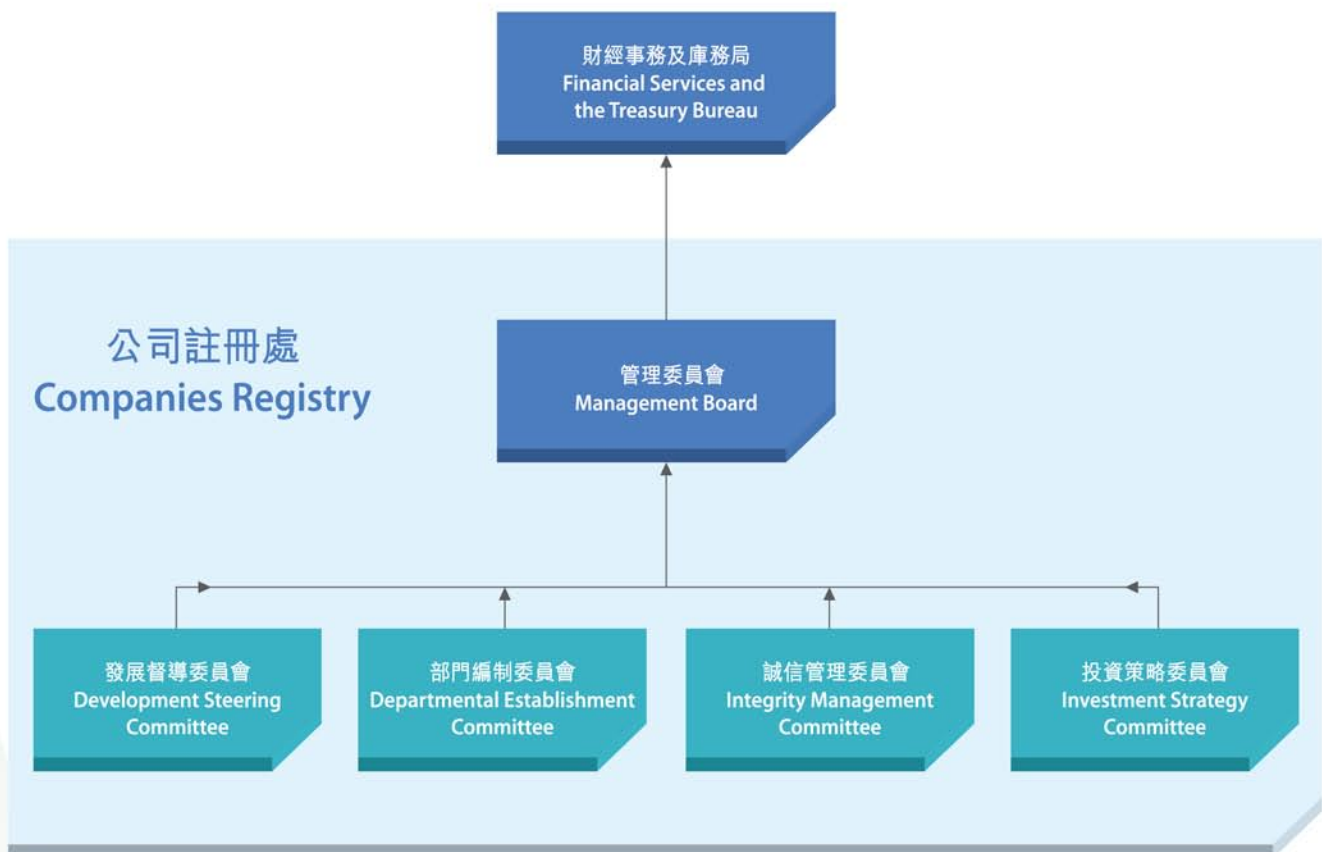 財經事務及庫務局
Financial Services and
the Treasury Bureau
公司註冊處
Companies Registry
管理委員會
Management Board
發展督導委員會
Development Steering
Committee
部門編制委員會
Departmental Establishment
Committee
誠信管理委員會
Integrity Management
Committee
投資策略委員會
Investment Strategy
Committee